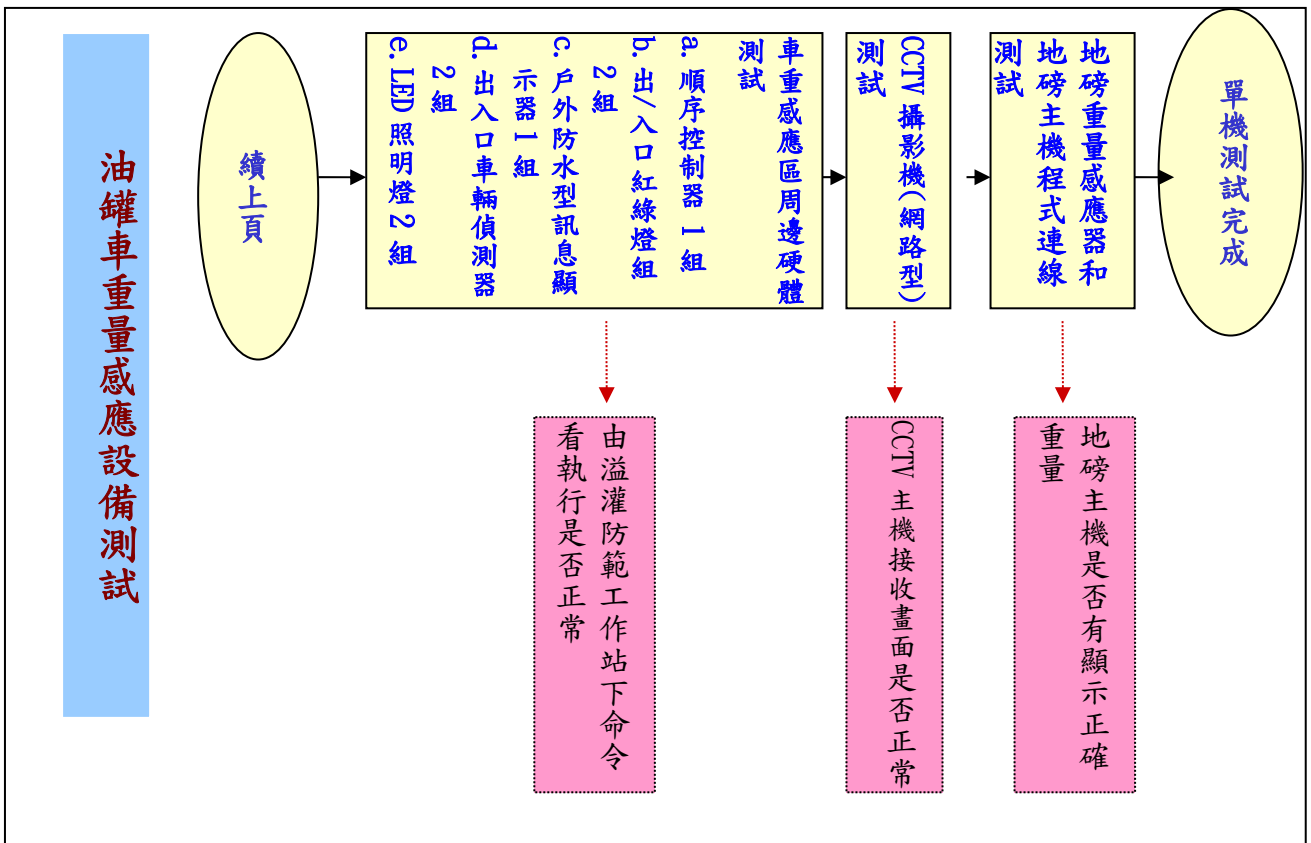 油罐車重量感應設備測試
續上頁
車重感應區周邊硬體
測試
a. 順序控制器 1 組
b. 出/入口紅綠燈組
2 組
c. 戶外防水型訊息顯
示器 1 組
d. 出入口車輛偵測器
2 組
e. LED 照明燈 2 組
CCTV 攝影機(網路型)
測試
地磅重量感應器和
地磅主機程式連線
測試
單機測試完成
由溢灌防範工作站下命令
看執行是否正常
CCTV 主機接收畫面是否正常
地磅主機是否有顯示正確
重量